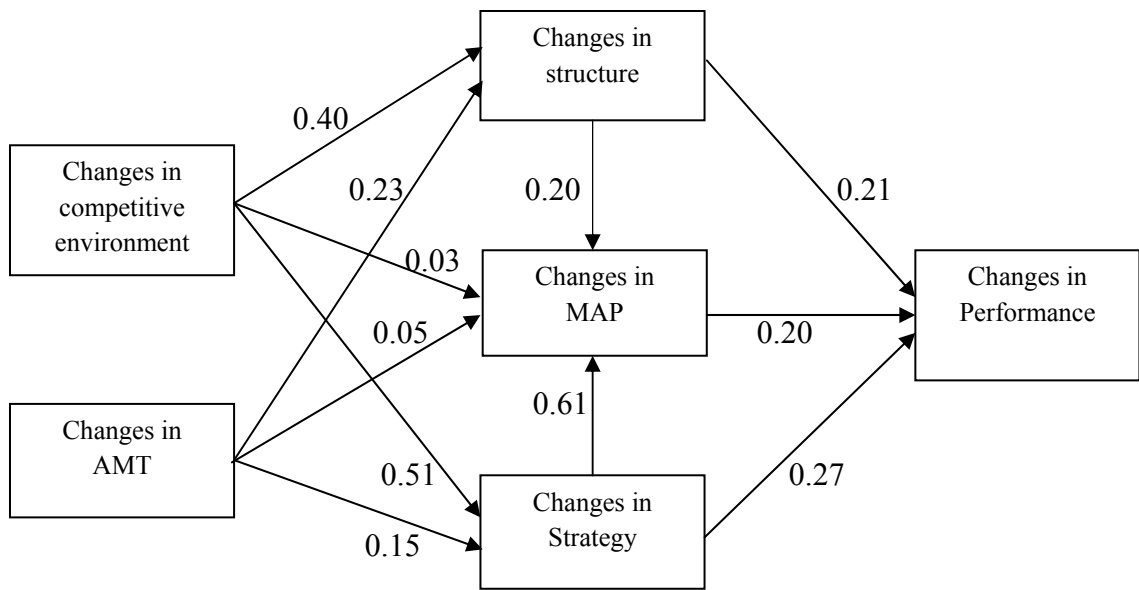 Changes in
structure
0.40
Changes in
competitive
environment
0.23
0.20
0.21
0.03
Changes in
MAP
Changes in
Performance
0.05
0.20
0.61
Changes in
AMT
0.51
0.27
Changes in
Strategy
0.15